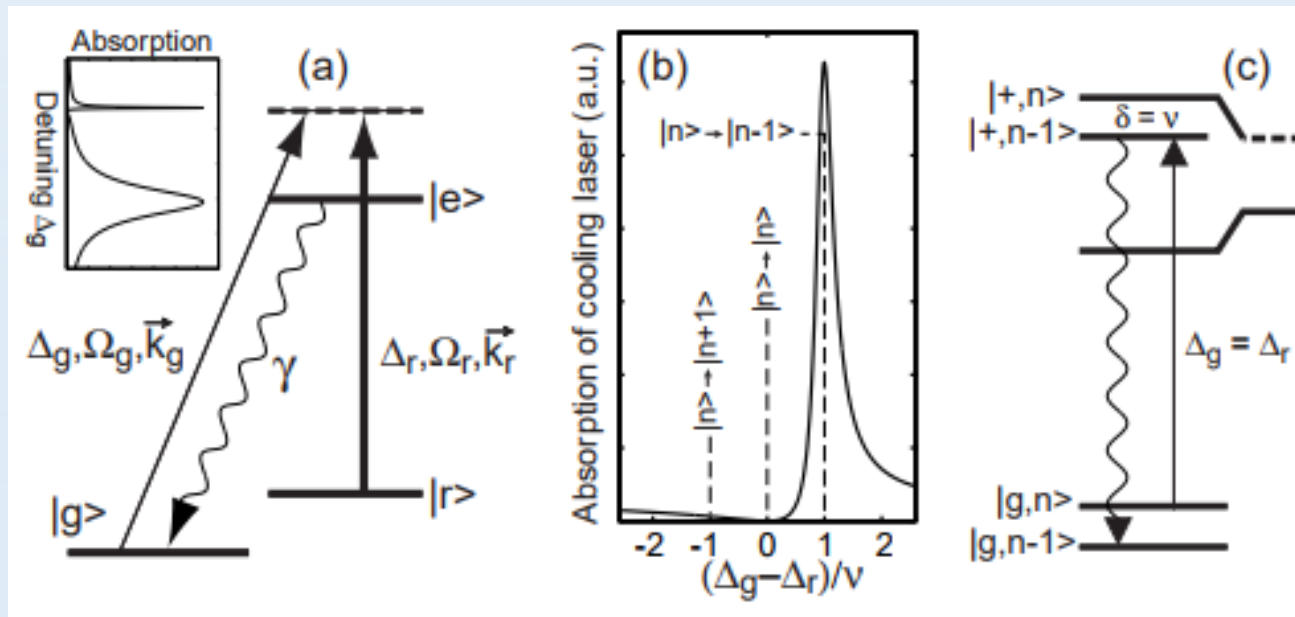 Absorption
Detuning Δg
(a)
|e>
Δg,Ωg,k⃗g
γ
Δr,Ωr,k⃗r
|g>
|r>
(b)
Absorption of cooling laser (a.u.)
|n>→|n-1>
|n>→|n+1>
|n>→|n>
-2 -1 0 1 2
(Δg−Δr)/ν
(c)
|+,n>
|+,n-1>
δ = ν
Δg = Δr
|g,n>
|g,n-1>